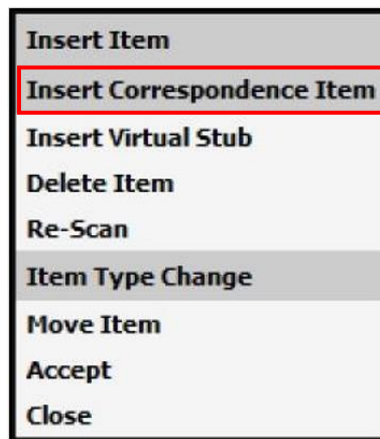 Insert Item
Insert Correspondence Item
Insert Virtual Stub
Delete Item
Re-Scan
Item Type Change
Move Item
Accept
Close